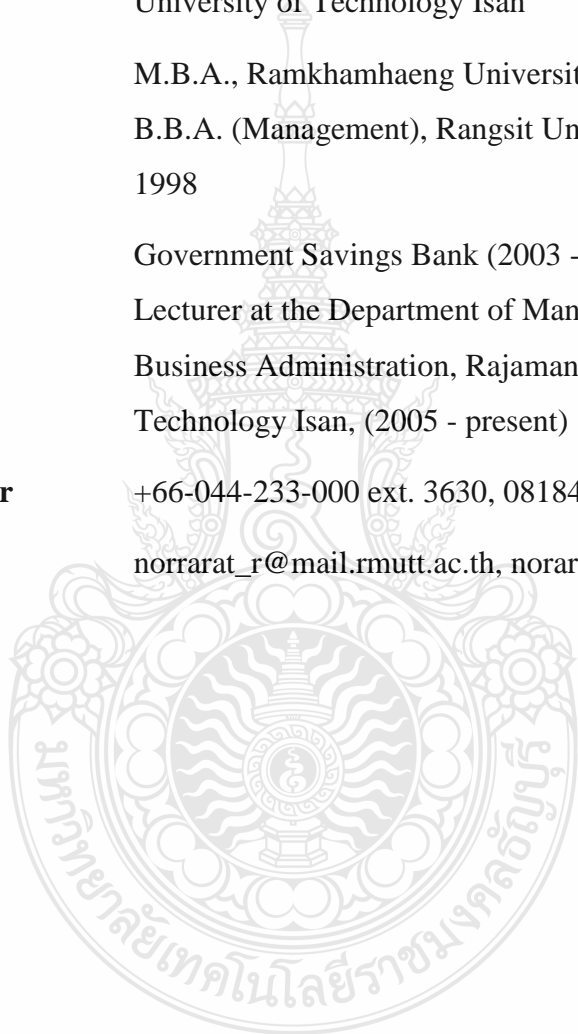 University of Technology Isan
M.B.A., Ramkhamhaeng Universit
B.B.A. (Management), Rangsit Un
1998
Government Savings Bank (2003 -
Lecturer at the Department of Man
Business Administration, Rajaman
Technology Isan, (2005 - present)
r +66-044-233-000 ext. 3630, 08184
norrarat_r@mail.rmutt.ac.th, norar
มหาวิทยาลัยเทคโนโลยีราชมงคลธัญบุรี